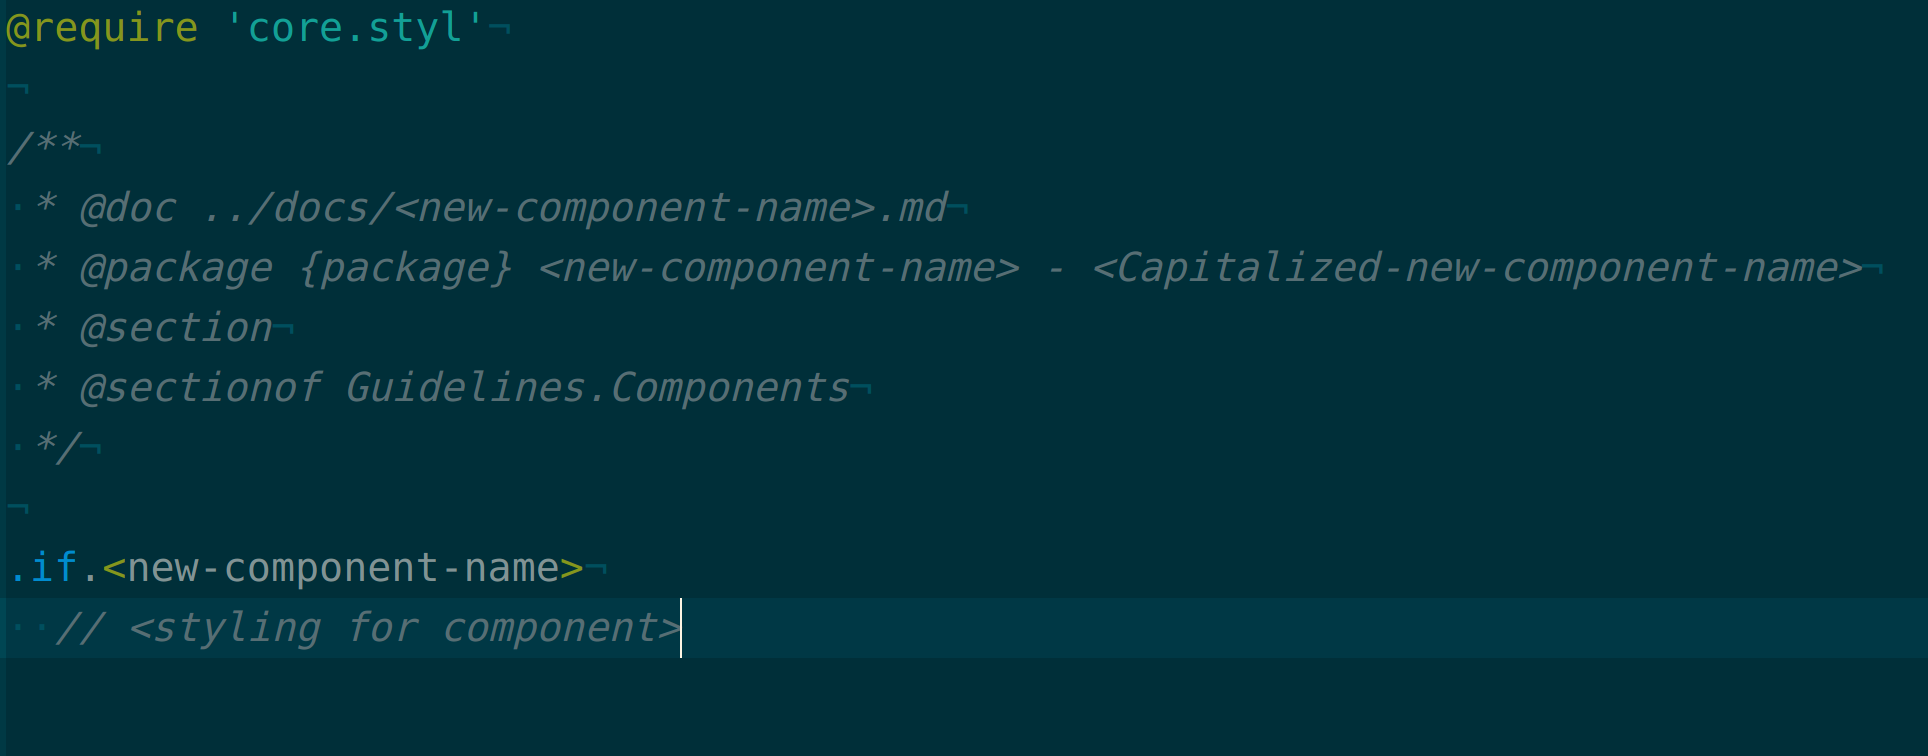 @require 'core.styl'¬
¬
/**¬
·* @doc ../docs/<new-component-name>.md¬
·* @package {package} <new-component-name> - <Capitalized-new-component-name>¬
·* @section¬
·* @sectionof Guidelines.Components¬
·*/¬
¬
.if.<new-component-name>¬
··// <styling for component>